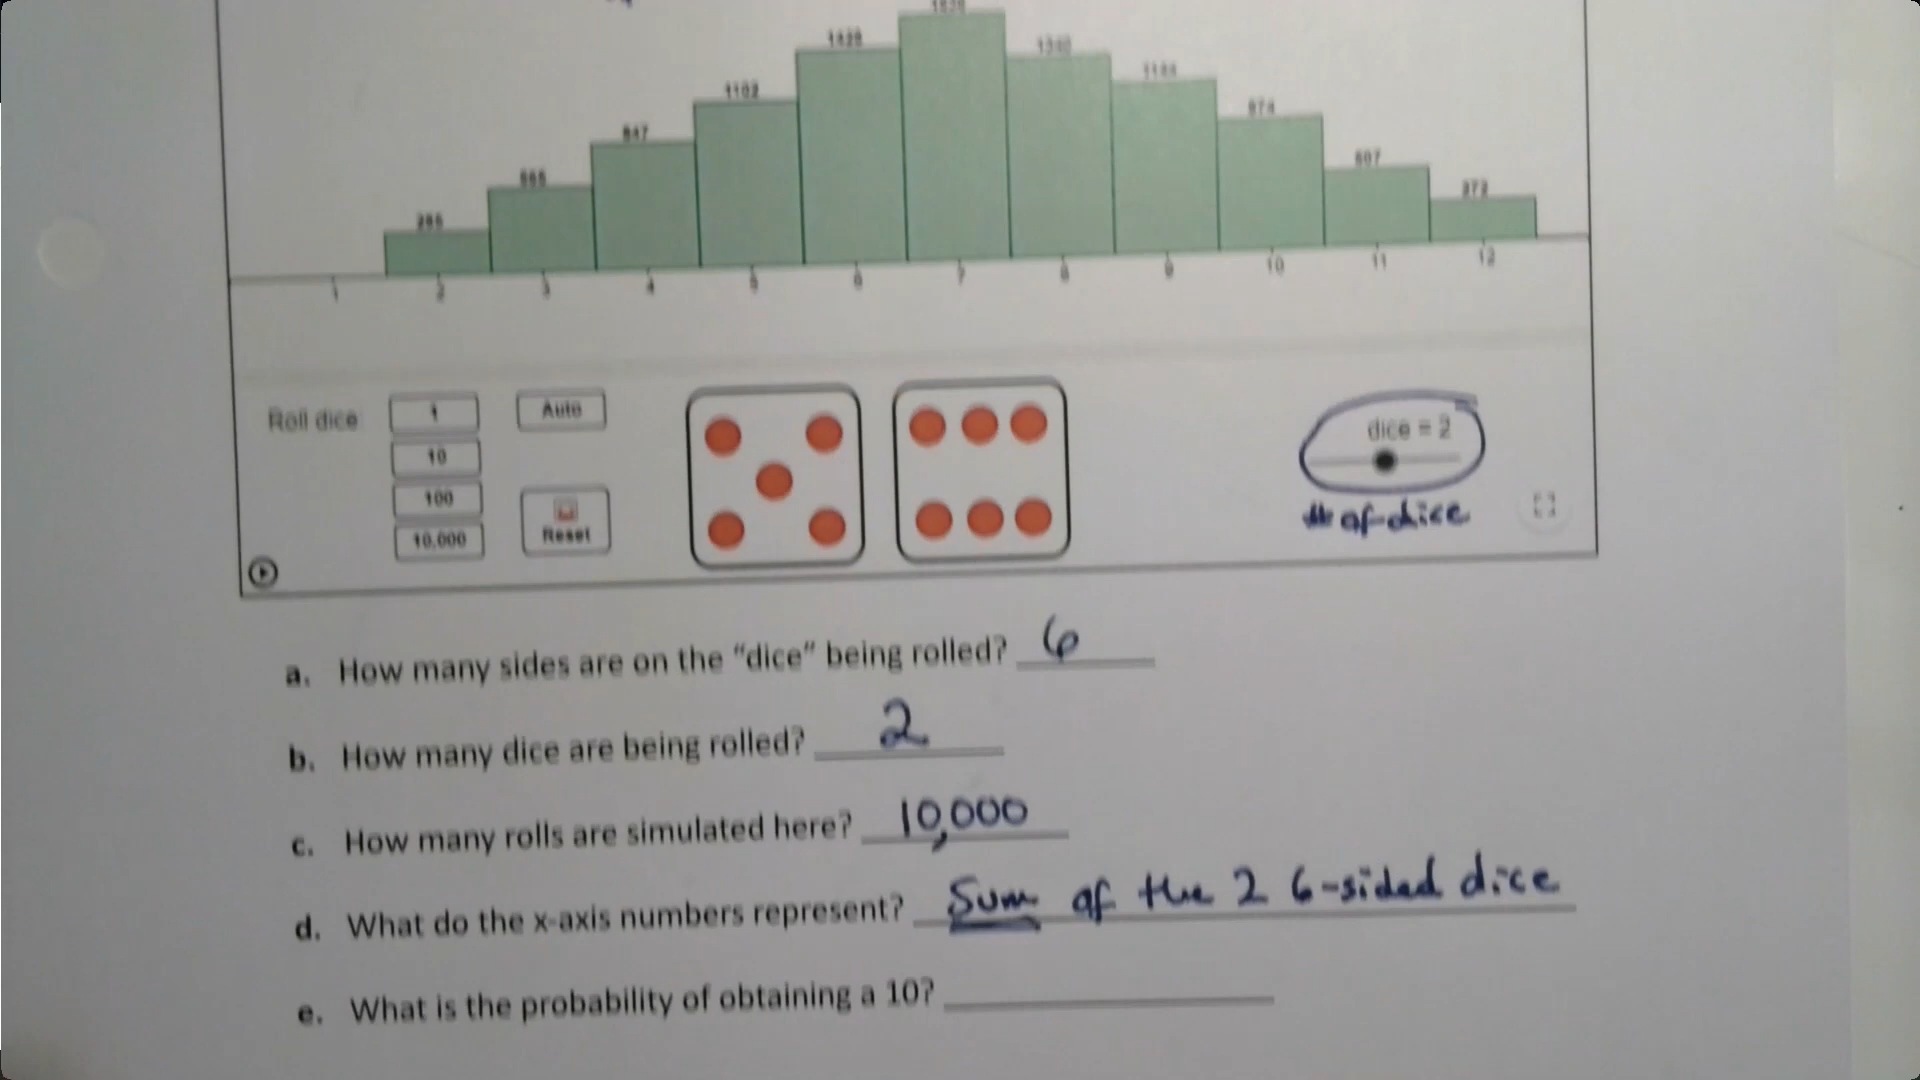 1102
847
1
2
3
4
5
6
7
8
9
10
11
12
Roll dice
1
Auto
10
100
10,000
Reset
dice = 2
# of dice
a. How many sides are on the "dice" being rolled? 6
b. How many dice are being rolled? 2
c. How many rolls are simulated here? 10,000
d. What do the x-axis numbers represent? Sum of the 2 6-sided dice
e. What is the probability of obtaining a 10?